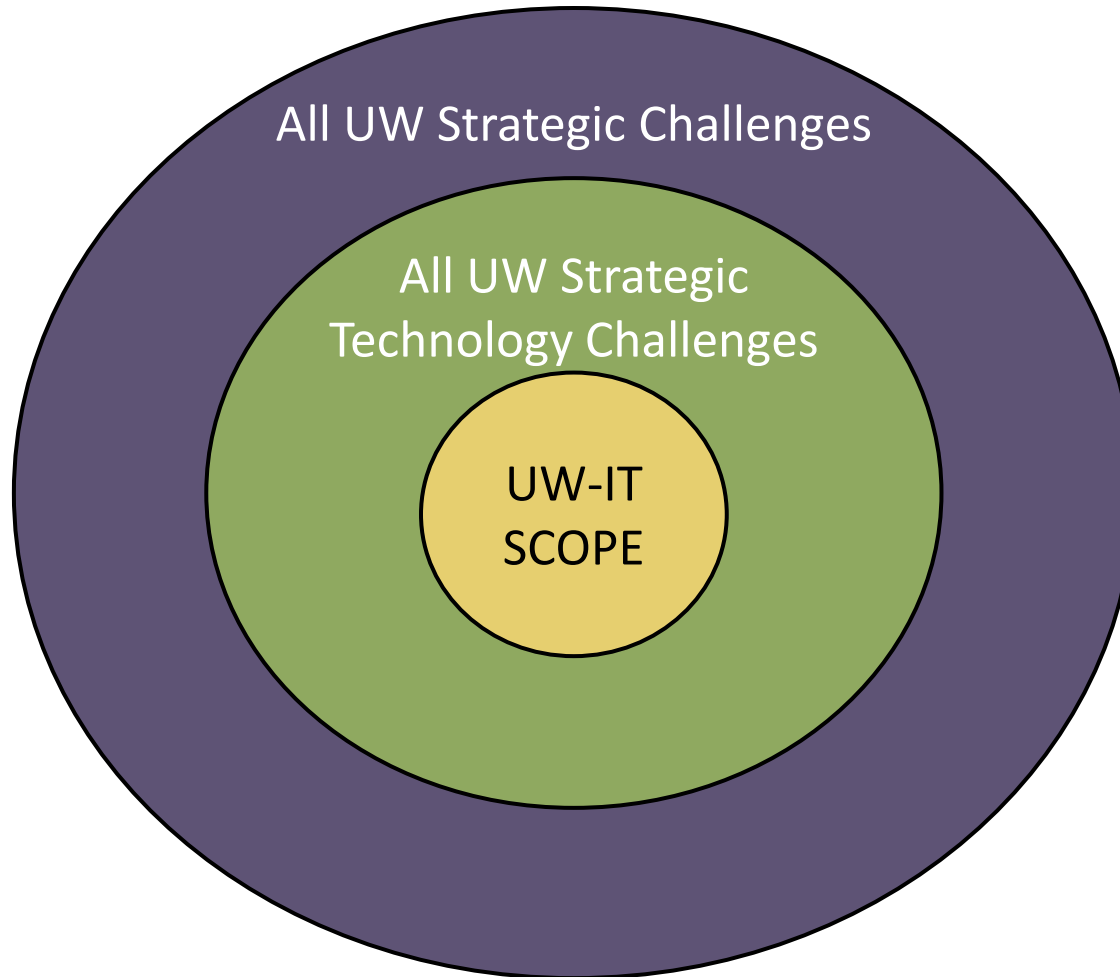 All UW Strategic Challenges
All UW Strategic
Technology Challenges
UW-IT
SCOPE